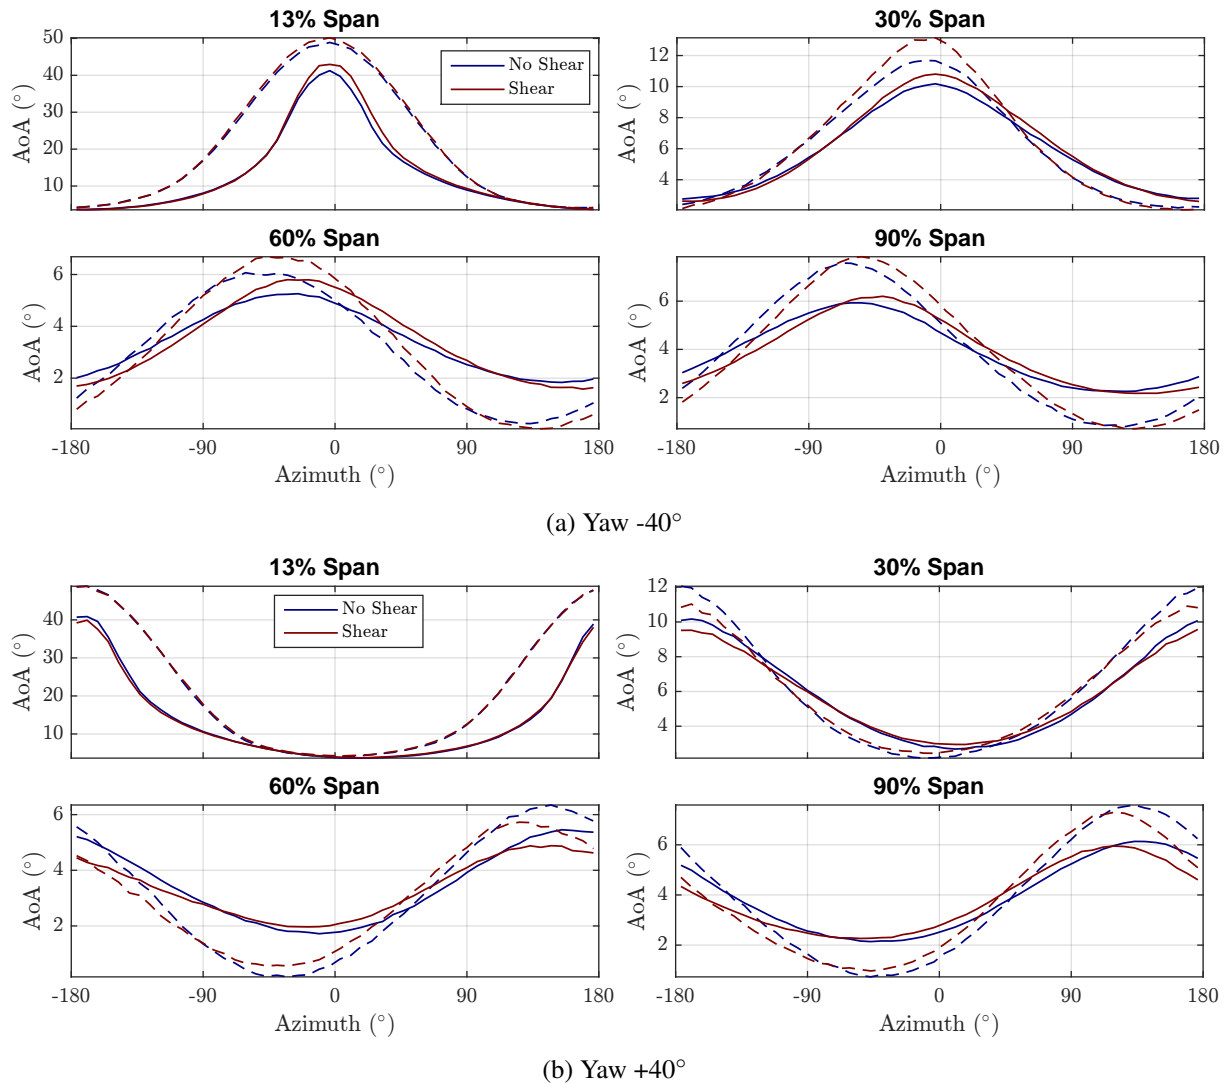 13% Span
30% Span
50
40
30
20
10
AoA (°)
No Shear
Shear
12
10
8
6
4
AoA (°)
60% Span
90% Span
6
4
2
AoA (°)
-180
-90
0
90
180
Azimuth (°)
6
4
2
AoA (°)
-180
-90
0
90
180
Azimuth (°)
(a) Yaw -40°
13% Span
30% Span
40
30
20
10
AoA (°)
No Shear
Shear
12
10
8
6
4
AoA (°)
60% Span
90% Span
6
4
2
AoA (°)
-180
-90
0
90
180
Azimuth (°)
6
4
2
AoA (°)
-180
-90
0
90
180
Azimuth (°)
(b) Yaw +40°